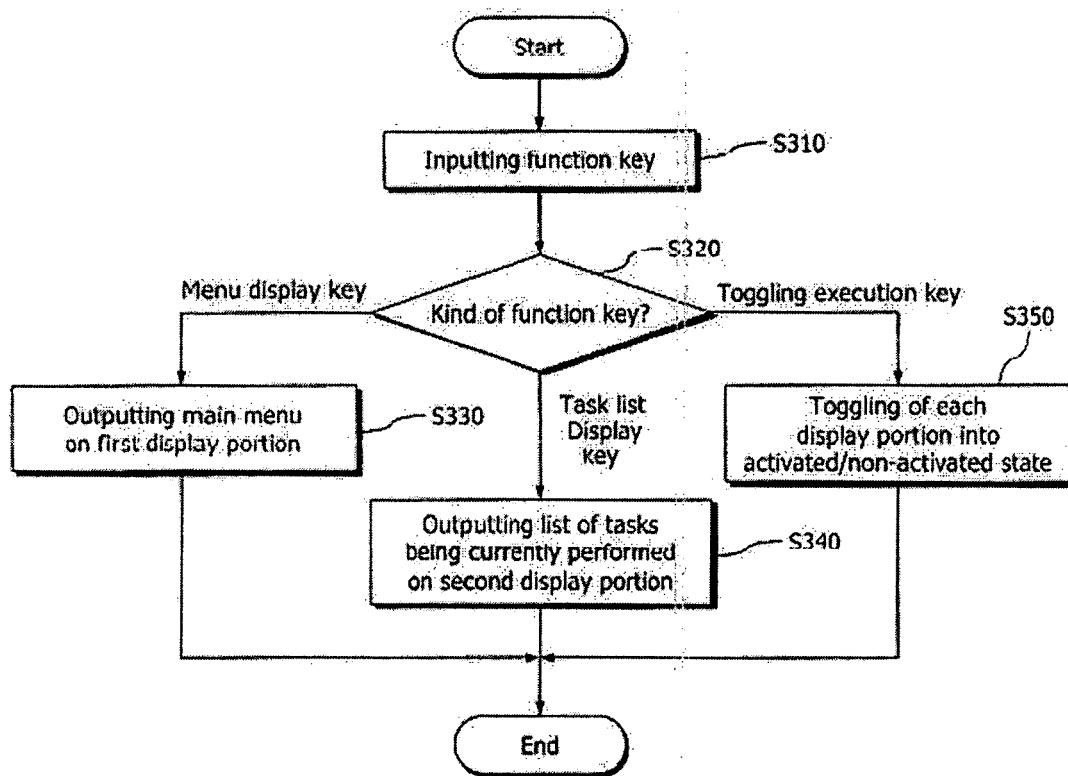 Start
Inputting function key
S310
S320
Menu display key
Kind of function key?
Toggling execution key
S350
Outputting main menu
on first display portion
S330
Task list
Display
key
Toggling of each
display portion into
activated/non-activated state
Outputting list of tasks
being currently performed
on second display portion
S340
End